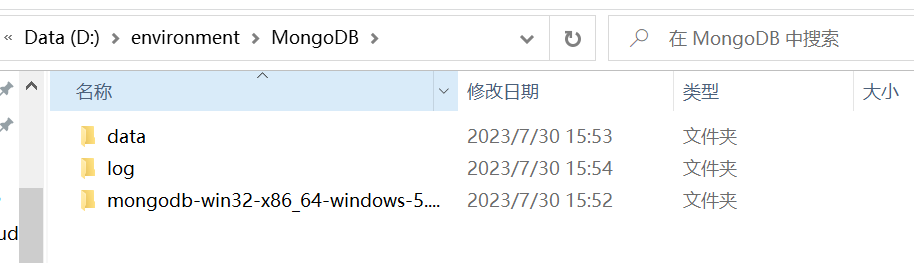 « Data (D:) > environment > MongoDB >
在 MongoDB 中搜索
名称 修改日期 类型 大小
data 2023/7/30 15:53 文件夹
log 2023/7/30 15:54 文件夹
mongodb-win32-x86_64-windows-5.... 2023/7/30 15:52 文件夹
ud